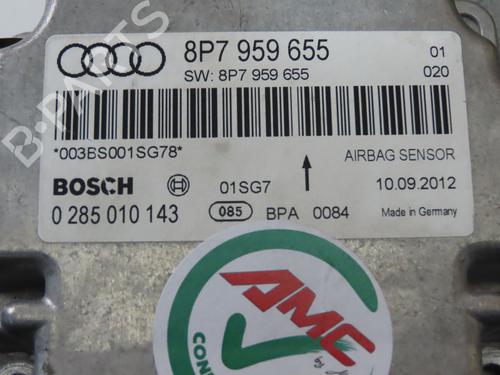 8P7 959 655
01
SW: 8P7 959 655
020
*003BS001SG78*
AIRBAG SENSOR
BOSCH
01SG7
10.09.2012
0 285 010 143
085
BPA 0084
Made in Germany
AMC
by
B-PARTS